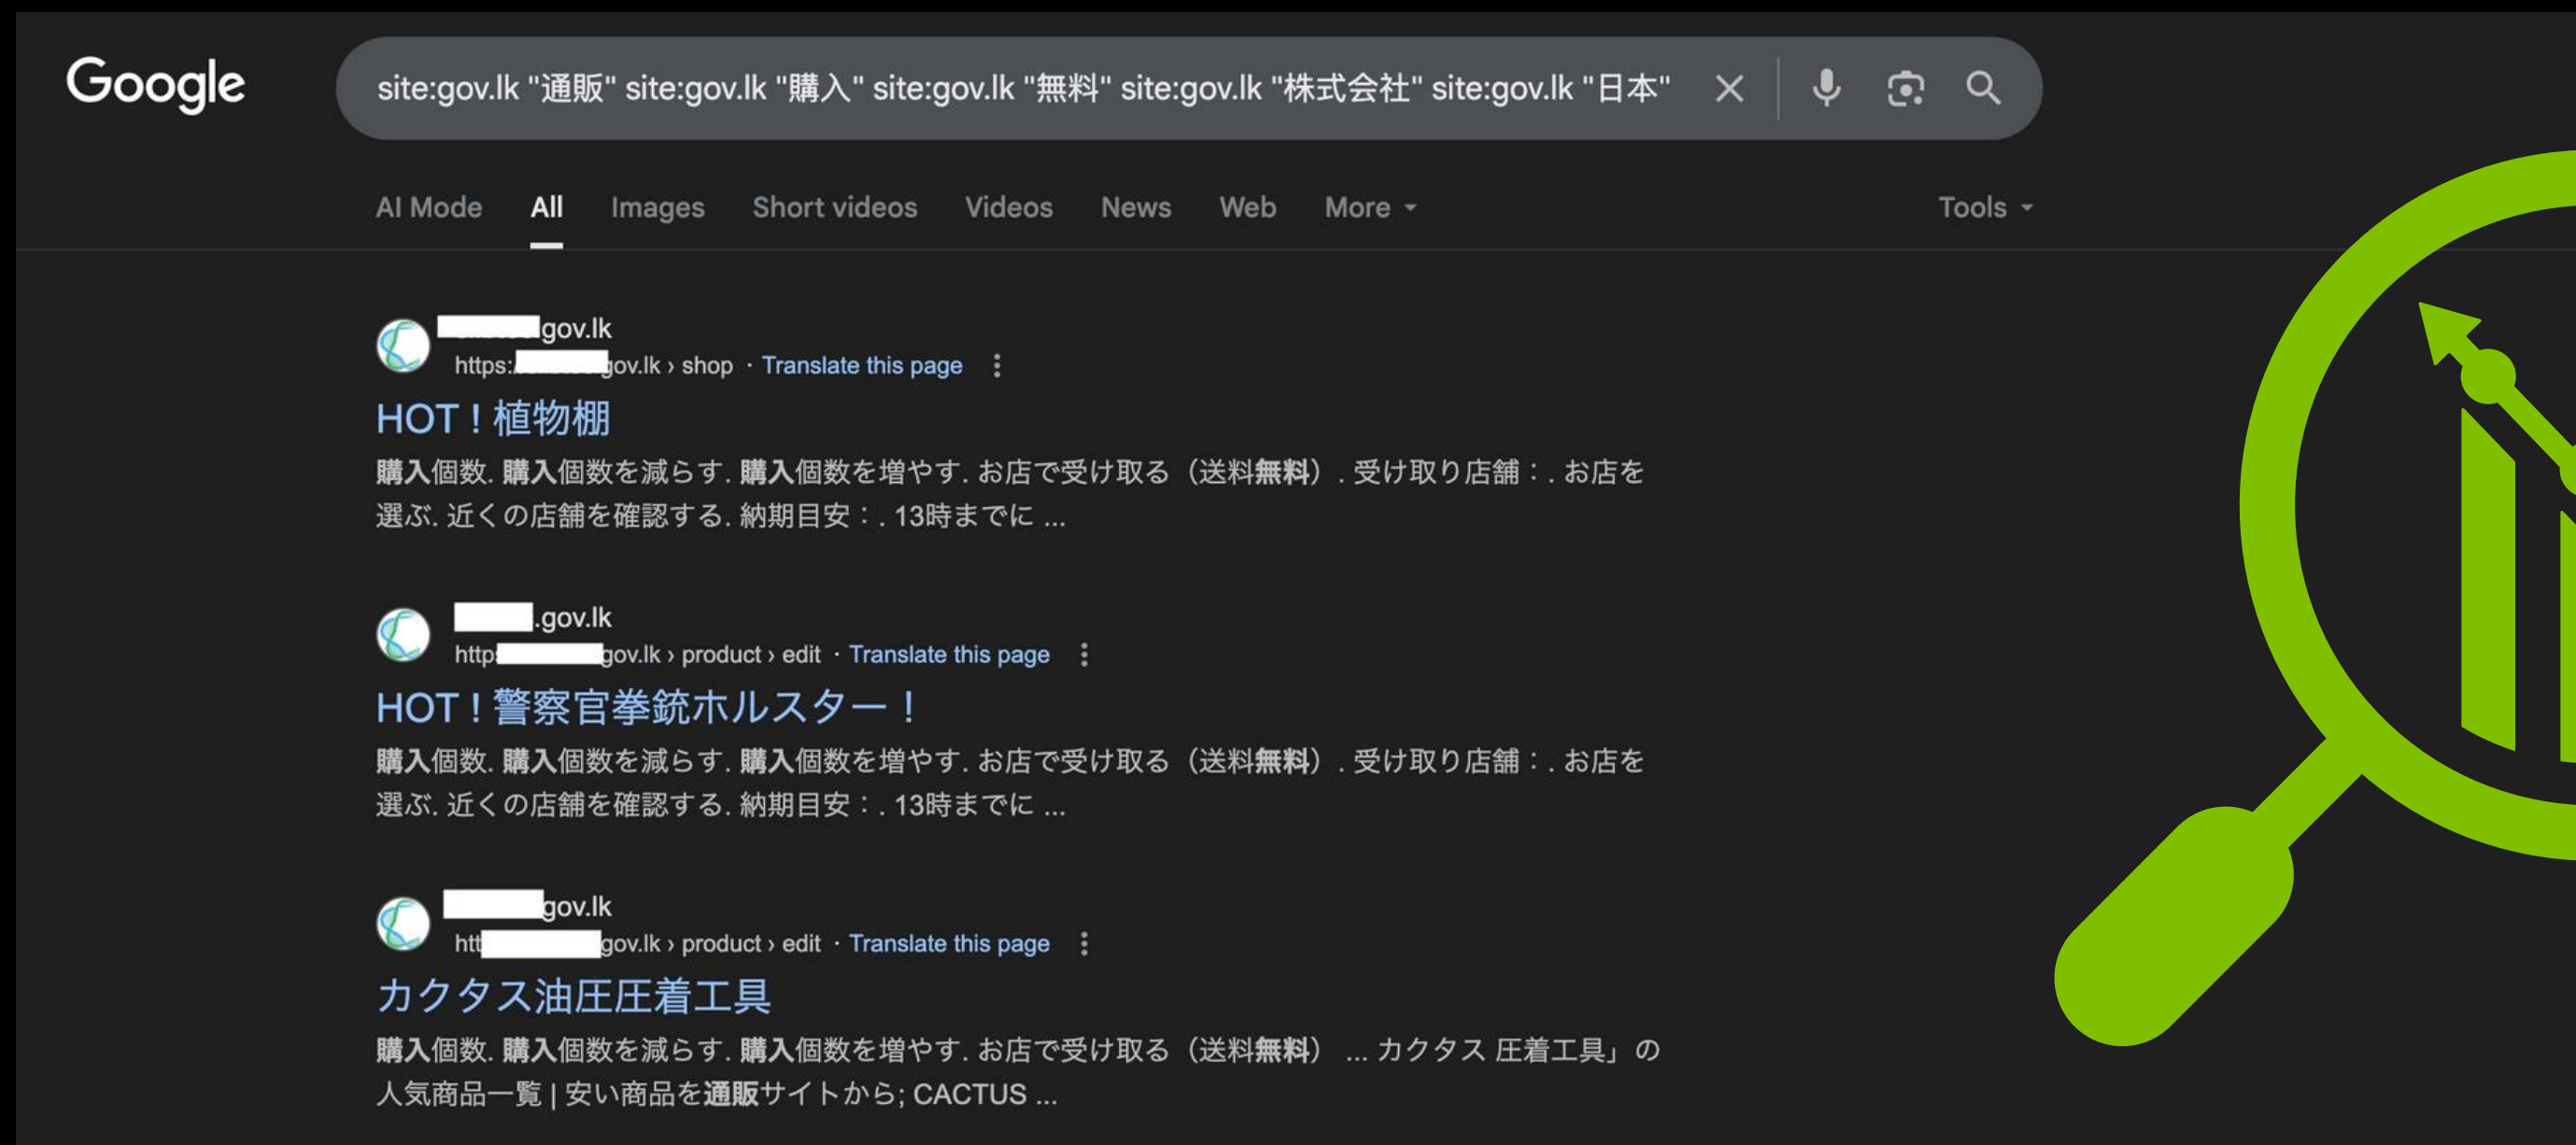 Google
site:gov.lk "通販" site:gov.lk "購入" site:gov.lk "無料" site:gov.lk "株式会社" site:gov.lk "日本"
AI Mode All Images Short videos Videos News Web More Tools
gov.lk
https: gov.lk › shop · Translate this page
HOT！植物棚
購入個数. 購入個数を減らす. 購入個数を増やす. お店で受け取る（送料無料）. 受け取り店舗：. お店を
選ぶ. 近くの店舗を確認する. 納期目安：. 13時までに ...
.gov.lk
http gov.lk › product › edit · Translate this page
HOT！警察官拳銃ホルスター！
購入個数. 購入個数を減らす. 購入個数を増やす. お店で受け取る（送料無料）. 受け取り店舗：. お店を
選ぶ. 近くの店舗を確認する. 納期目安：. 13時までに ...
gov.lk
htt gov.lk › product › edit · Translate this page
カクタス油圧圧着工具
購入個数. 購入個数を減らす. 購入個数を増やす. お店で受け取る（送料無料） ... カクタス 圧着工具」の
人気商品一覧 | 安い商品を通販サイトから; CACTUS ...